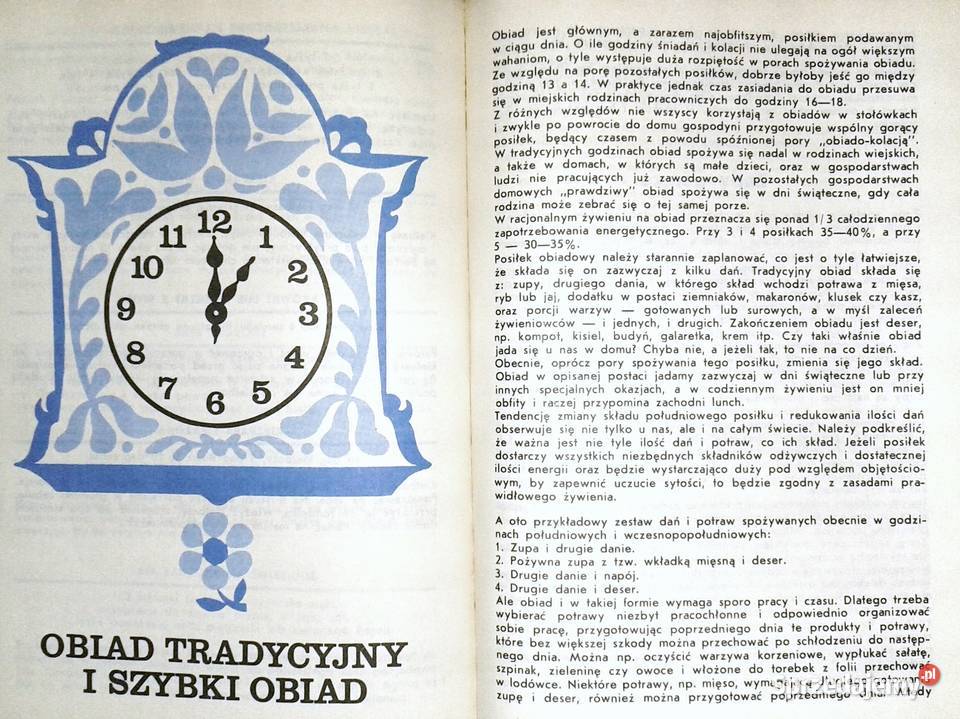 12
11
1
10
2
9
3
8
4
7
5
6
OBIAD TRADYCYJNY
I SZYBKI OBIAD
Obiad jest głównym, a zarazem najobfitszym, posiłkiem podawanym
w ciągu dnia. O ile godziny śniadań i kolacji nie ulegają na ogół większym
wahaniom, o tyle występuje duża rozpiętość w porach spożywania obiadu.
Ze względu na porę pozostałych posiłków, dobrze byłoby jeść go między
godziną 13 a 14. W praktyce jednak czas zasiadania do obiadu przesuwa
się w miejskich rodzinach pracowniczych do godziny 16—18.
Z różnych względów nie wszyscy korzystają z obiadów w stołówkach
i zwykle po powrocie do domu gospodyni przygotowuje wspólny gorący
posiłek, będący czasem z powodu spóźnionej pory „obiado-kolacją".
W tradycyjnych godzinach obiad spożywa się nadal w rodzinach wiejskich,
a także w domach, w których są małe dzieci, oraz w gospodarstwach
ludzi nie pracujących już zawodowo. W pozostałych gospodarstwach
domowych „prawdziwy" obiad spożywa się w dni świąteczne, gdy cała
rodzina może zebrać się o tej samej porze.
W racjonalnym żywieniu na obiad przeznacza się ponad 1/3 całodziennego
zapotrzebowania energetycznego. Przy 3 i 4 posiłkach 35—40%, a przy
5 — 30—35%.
Posiłek obiadowy należy starannie zaplanować, co jest o tyle łatwiejsze,
że składa się on zazwyczaj z kilku dań. Tradycyjny obiad składa się
z: zupy, drugiego dania, w którego skład wchodzi potrawa z mięsa,
ryb lub jaj, dodatku w postaci ziemniaków, makaronów, klusek czy kasz,
oraz porcji warzyw — gotowanych lub surowych, a w myśl zaleceń
żywieniowców — i jednych, i drugich. Zakończeniem obiadu jest deser,
np. kompot, kisiel, budyń, galaretka, krem itp. Czy taki właśnie obiad
jada się u nas w domu? Chyba nie, a jeżeli tak, to nie na co dzień.
Obecnie, oprócz pory spożywania tego posiłku, zmienia się jego skład.
Obiad w opisanej postaci jadamy zazwyczaj w dni świąteczne lub przy
innych specjalnych okazjach, a w codziennym żywieniu jest on mniej
obfity i raczej przypomina zachodni lunch.
Tendencję zmiany składu południowego posiłku i redukowania ilości dań
obserwuje się nie tylko u nas, ale i na całym świecie. Należy podkreślić,
że ważna jest nie tyle ilość dań i potraw, co ich skład. Jeżeli posiłek
dostarczy wszystkich niezbędnych składników odżywczych i dostatecznej
ilości energii oraz będzie wystarczająco duży pod względem objętościo-
wym, by zapewnić uczucie sytości, to będzie zgodny z zasadami pra-
widłowego żywienia.
A oto przykładowy zestaw dań i potraw spożywanych obecnie w godzi-
nach południowych i wczesnopopołudniowych:
1. Zupa i drugie danie.
2. Pożywna zupa z tzw. wkładką mięsną i deser.
3. Drugie danie i napój.
4. Drugie danie i deser.
Ale obiad i w takiej formie wymaga sporo pracy i czasu. Dlatego trzeba
wybierać potrawy niezbyt pracochłonne i odpowiednio organizować
sobie pracę, przygotowując poprzedniego dnia te produkty i potrawy,
które bez większej szkody można przechować po schłodzeniu do następ-
nego dnia. Można np. oczyścić warzywa korzeniowe, wypłukać sałatę,
szpinak, zieleninę czy owoce i włożone do torebek z folii przechować
w lodówce. Niektóre potrawy, np. mięso,
zupę i deser, również można przygotować poprzedniego dnia.
sprzedajemy.pl